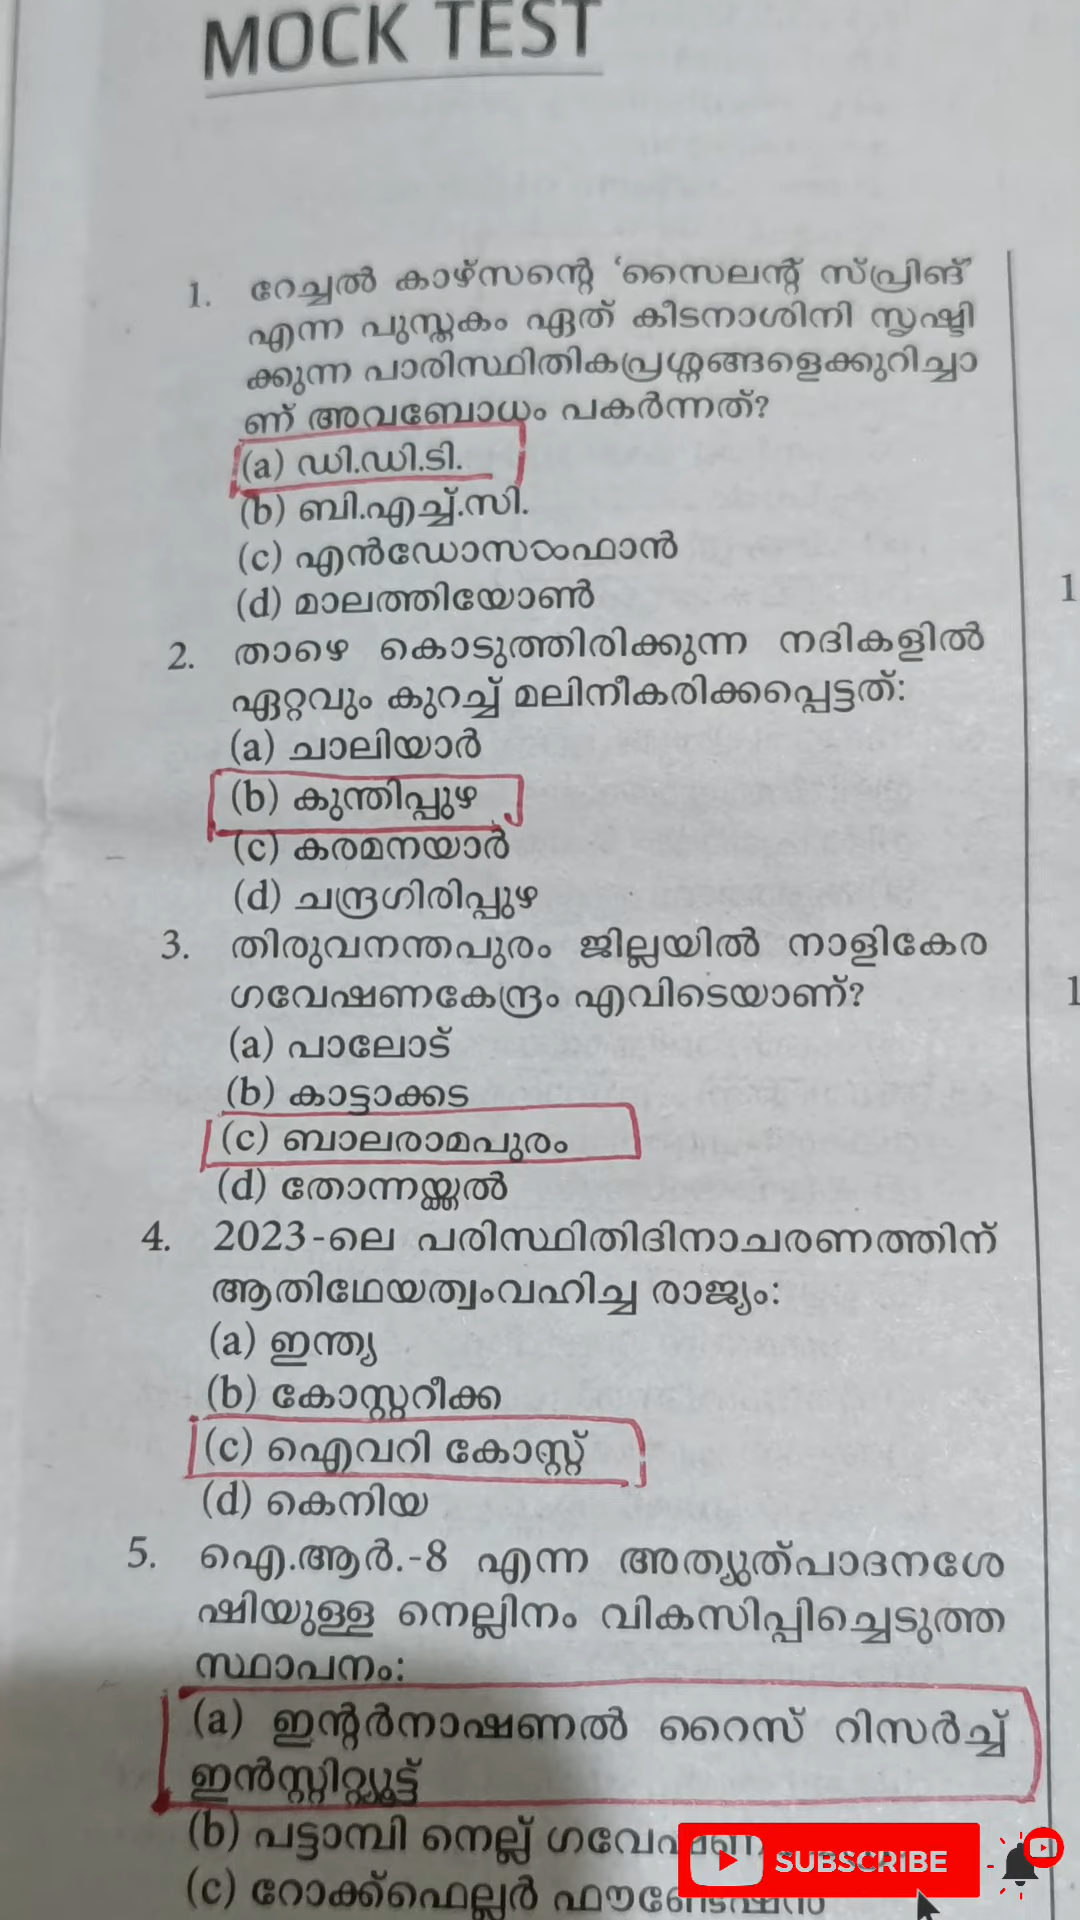 MOCK TEST
1. റേച്ചൽ കാഴ്സന്റെ 'സൈലന്റ് സ്പ്രിങ്'
എന്ന പുസ്തകം ഏത് കീടനാശിനി സൃഷ്ടി
ക്കുന്ന പാരിസ്ഥിതികപ്രശ്നങ്ങളെക്കുറിച്ചാ
ണ് അവബോധം പകർന്നത്?
(a) ഡി.ഡി.ടി.
(b) ബി.എച്ച്.സി.
(c) എൻഡോസൾഫാൻ
(d) മാലത്തിയോൺ
2. താഴെ കൊടുത്തിരിക്കുന്ന നദികളിൽ
ഏറ്റവും കുറച്ച് മലിനീകരിക്കപ്പെട്ടത്:
(a) ചാലിയാർ
(b) കുന്തിപ്പുഴ
(c) കരമനയാർ
(d) ചന്ദ്രഗിരിപ്പുഴ
3. തിരുവനന്തപുരം ജില്ലയിൽ നാളികേര
ഗവേഷണകേന്ദ്രം എവിടെയാണ്?
(a) പാലോട്
(b) കാട്ടാക്കട
(c) ബാലരാമപുരം
(d) തോന്നയ്ക്കൽ
4. 2023-ലെ പരിസ്ഥിതിദിനാചരണത്തിന്
ആതിഥേയത്വംവഹിച്ച രാജ്യം:
(a) ഇന്ത്യ
(b) കോസ്റ്ററീക്ക
(c) ഐവറി കോസ്റ്റ്
(d) കെനിയ
5. ഐ.ആർ.-8 എന്ന അത്യുത്പാദനശേ
ഷിയുള്ള നെല്ലിനം വികസിപ്പിച്ചെടുത്ത
സ്ഥാപനം:
(a) ഇന്റർനാഷണൽ റൈസ് റിസർച്ച്
ഇൻസ്റ്റിറ്റ്യൂട്ട്
(b) പട്ടാമ്പി നെല്ല്
(c) റോക്ക്ഫെല്ലർ ഫൗണ്ടേഷൻ
SUBSCRIBE
1
1